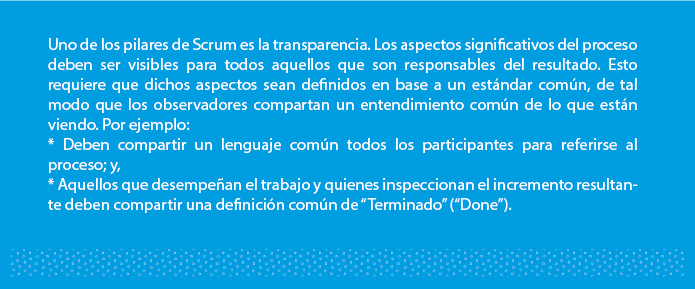 Uno de los pilares de Scrum es la transparencia. Los aspectos significativos del proceso
deben ser visibles para todos aquellos que son responsables del resultado. Esto
requiere que dichos aspectos sean definidos en base a un estándar común, de tal
modo que los observadores compartan un entendimiento común de lo que están
viendo. Por ejemplo:
* Deben compartir un lenguaje común todos los participantes para referirse al
proceso; y,
* Aquellos que desempeñan el trabajo y quienes inspeccionan el incremento resultan-
te deben compartir una definición común de “Terminado” (“Done”).